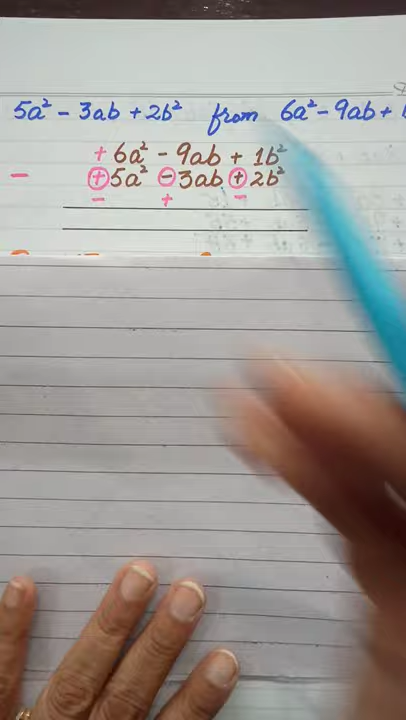 5a² - 3ab + 2b² from 6a² - 9ab +
+ 6a² - 9ab + 1b²
- + 5a² - 3ab + 2b²
- + -